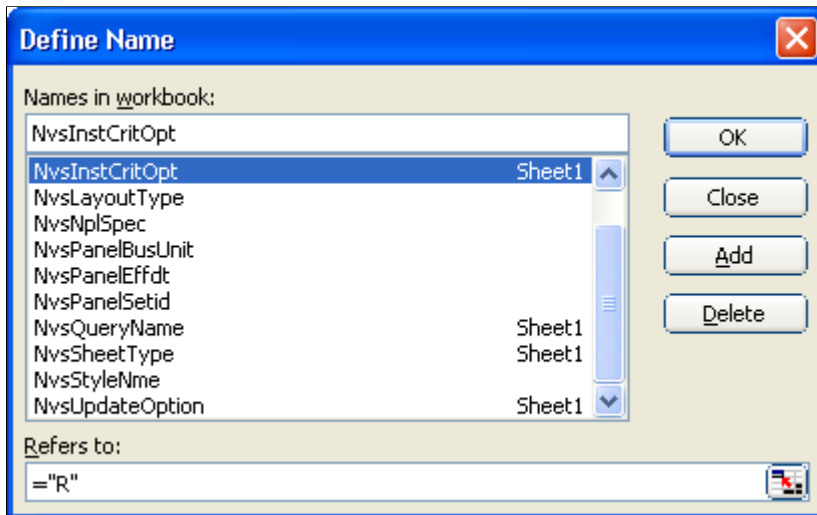 Define Name
Names in workbook:
NvsInstCritOpt
OK
NvsInstCritOpt Sheet1
NvsLayoutType
Close
NvsNplSpec
NvsPanelBusUnit
Add
NvsPanelEffdt
NvsPanelSetid
NvsQueryName Sheet1
Delete
NvsSheetType Sheet1
NvsStyleNme
NvsUpdateOption Sheet1
Refers to:
="R"